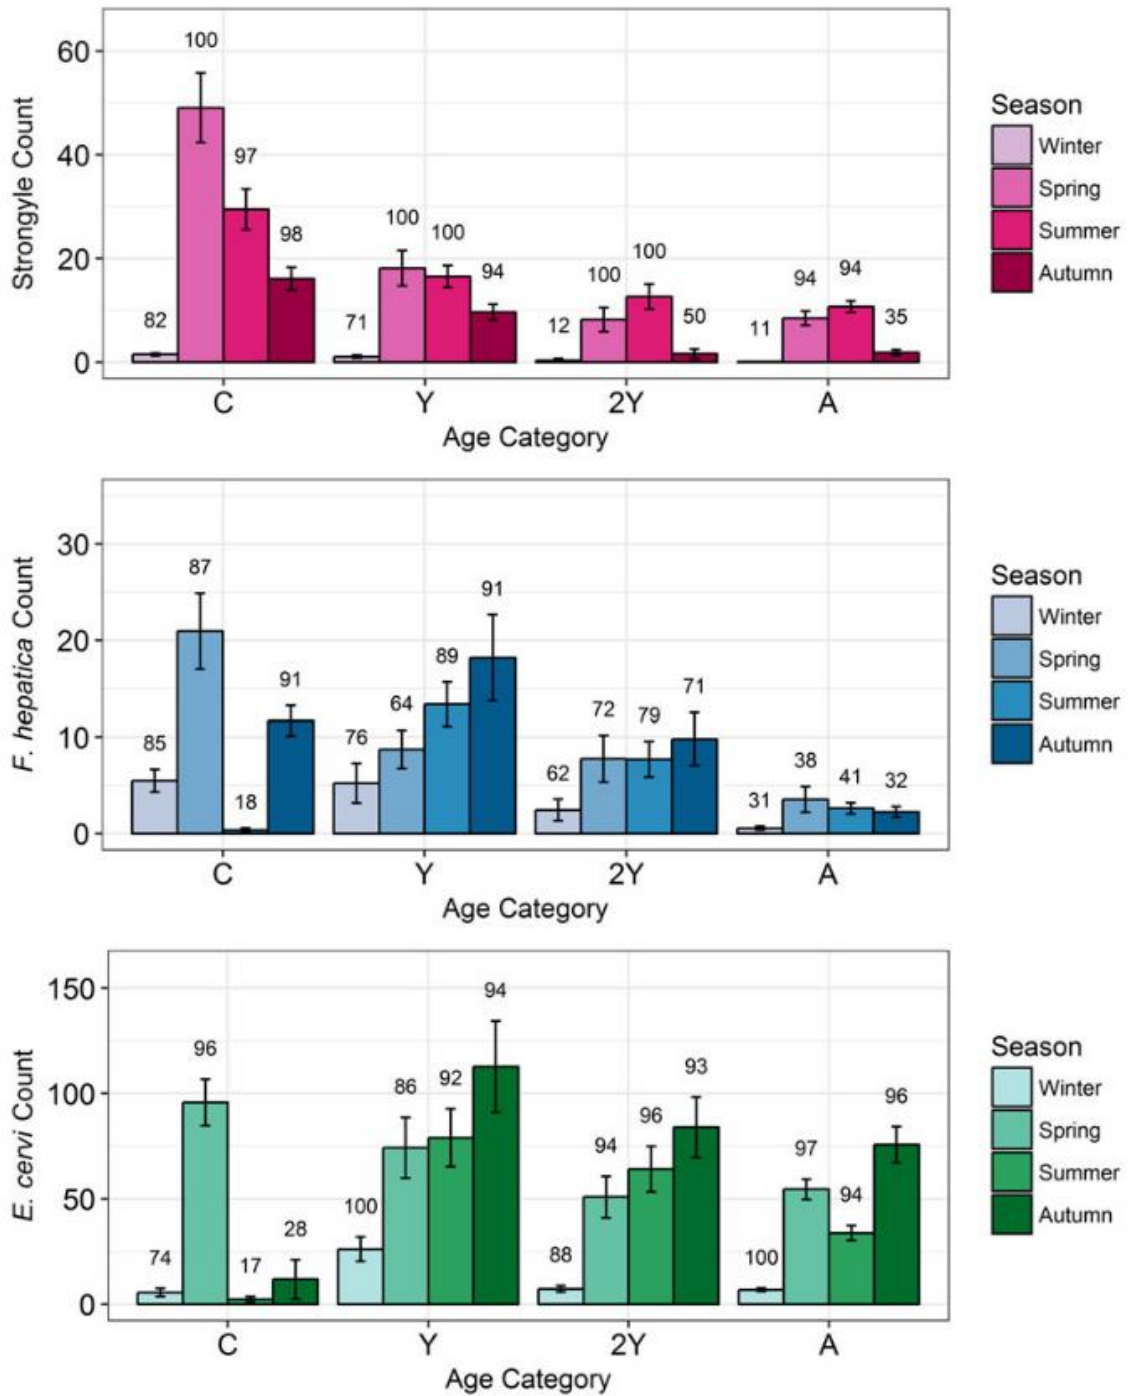 100
60
Strongyle Count
97
40
98
100
100
100
20
94
100
94
94
82
71
12
50
11
35
0
C
Y
2Y
A
Age Category
Season
Winter
Spring
Summer
Autumn
30
F. hepatica Count
87
91
20
91
89
64
72
79
71
10
85
76
62
38
41
32
18
31
0
C
Y
2Y
A
Age Category
Season
Winter
Spring
Summer
Autumn
150
E. cervi Count
96
94
86
92
93
100
94
96
97
96
50
74
17
28
100
88
100
94
0
C
Y
2Y
A
Age Category
Season
Winter
Spring
Summer
Autumn